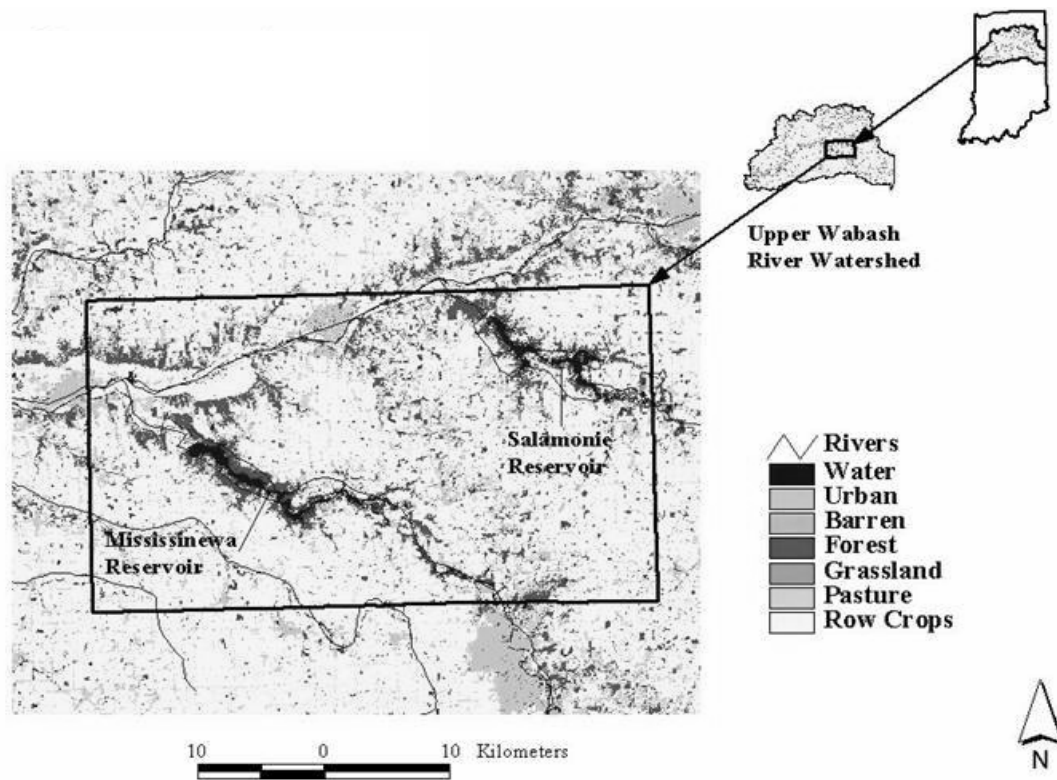 Upper Wabash
River Watershed
Salamonie
Reservoir
Mississinewa
Reservoir
Rivers
Water
Urban
Barren
Forest
Grassland
Pasture
Row Crops
10 0 10 Kilometers
N